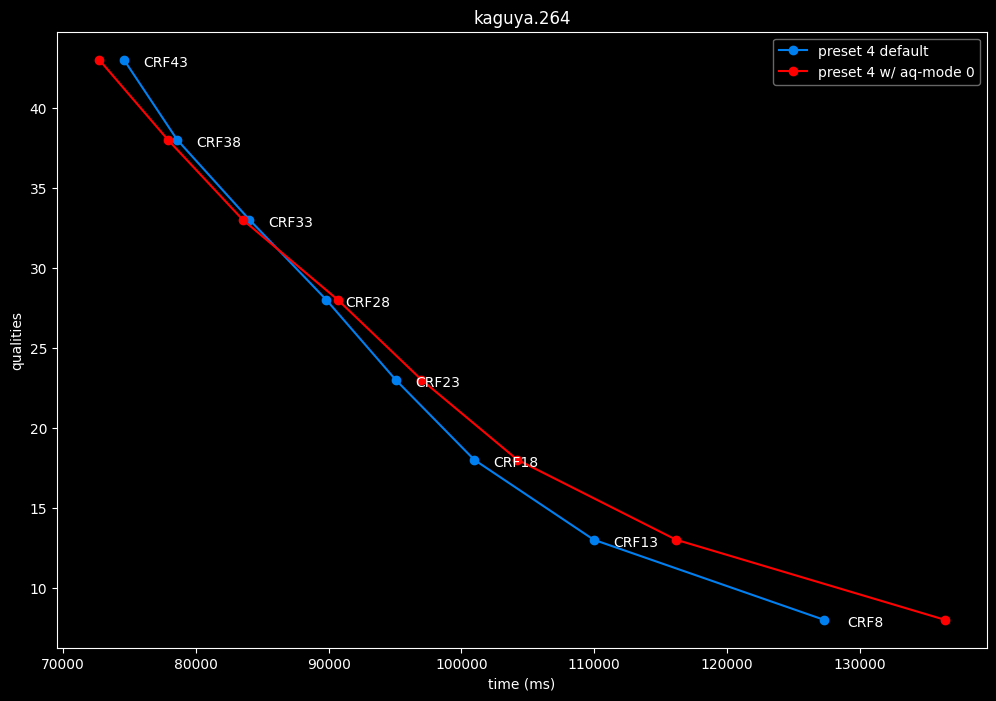 kaguya.264
preset 4 default
preset 4 w/ aq-mode 0
CRF43
CRF38
CRF33
CRF28
CRF23
CRF18
CRF13
CRF8
qualities
40
35
30
25
20
15
10
70000 80000 90000 100000 110000 120000 130000
time (ms)